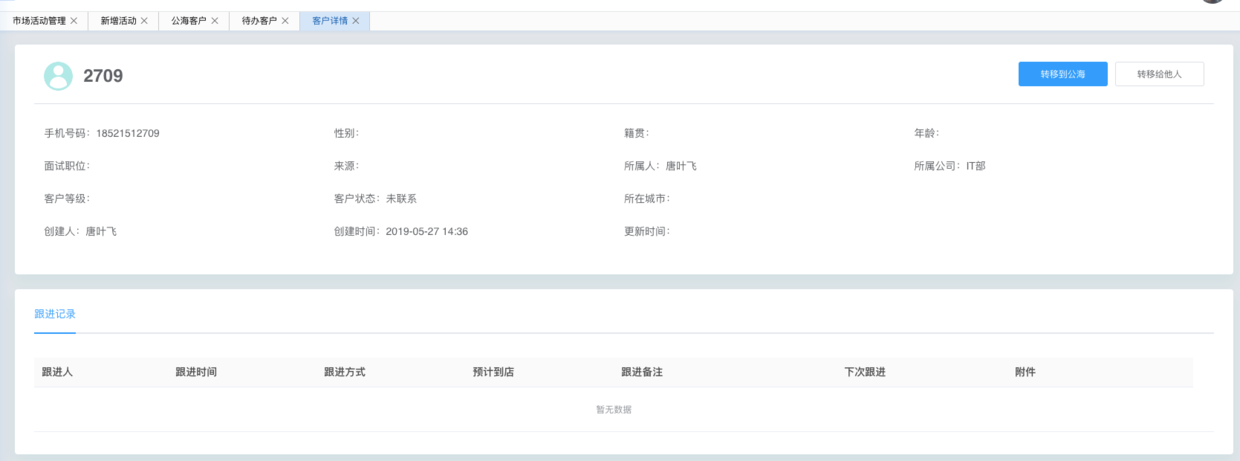 市场活动管理 × 新增活动 × 公海客户 × 待办客户 × 客户详情 ×
2709 转移到公海 转移给他人
手机号码：18521512709 性别： 籍贯： 年龄：
面试职位： 来源： 所属人：唐叶飞 所属公司：IT部
客户等级： 客户状态：未联系 所在城市：
创建人：唐叶飞 创建时间：2019-05-27 14:36 更新时间：
跟进记录
跟进人 跟进时间 跟进方式 预计到店 跟进备注 下次跟进 附件
暂无数据